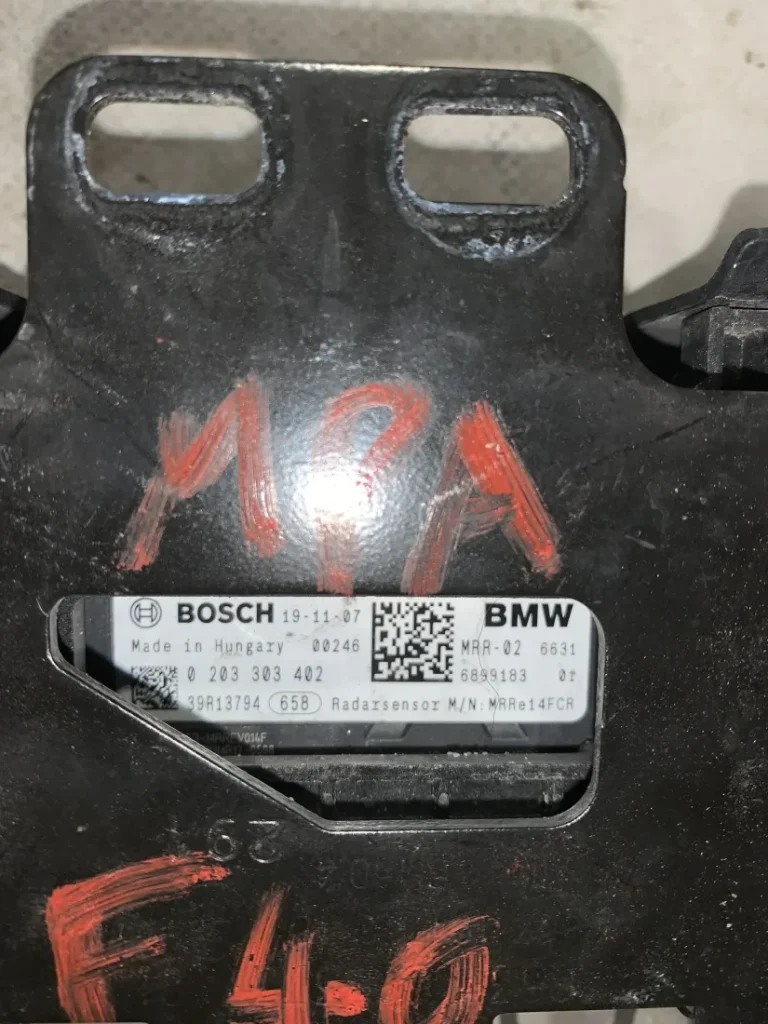 MPA
BOSCH 19-11-07 BMW
Made in Hungary 00246 MRR-02 6631
0 203 303 402 6899183 01
39R13794 658 Radarsensor M/N: MRRe14FCR
F40